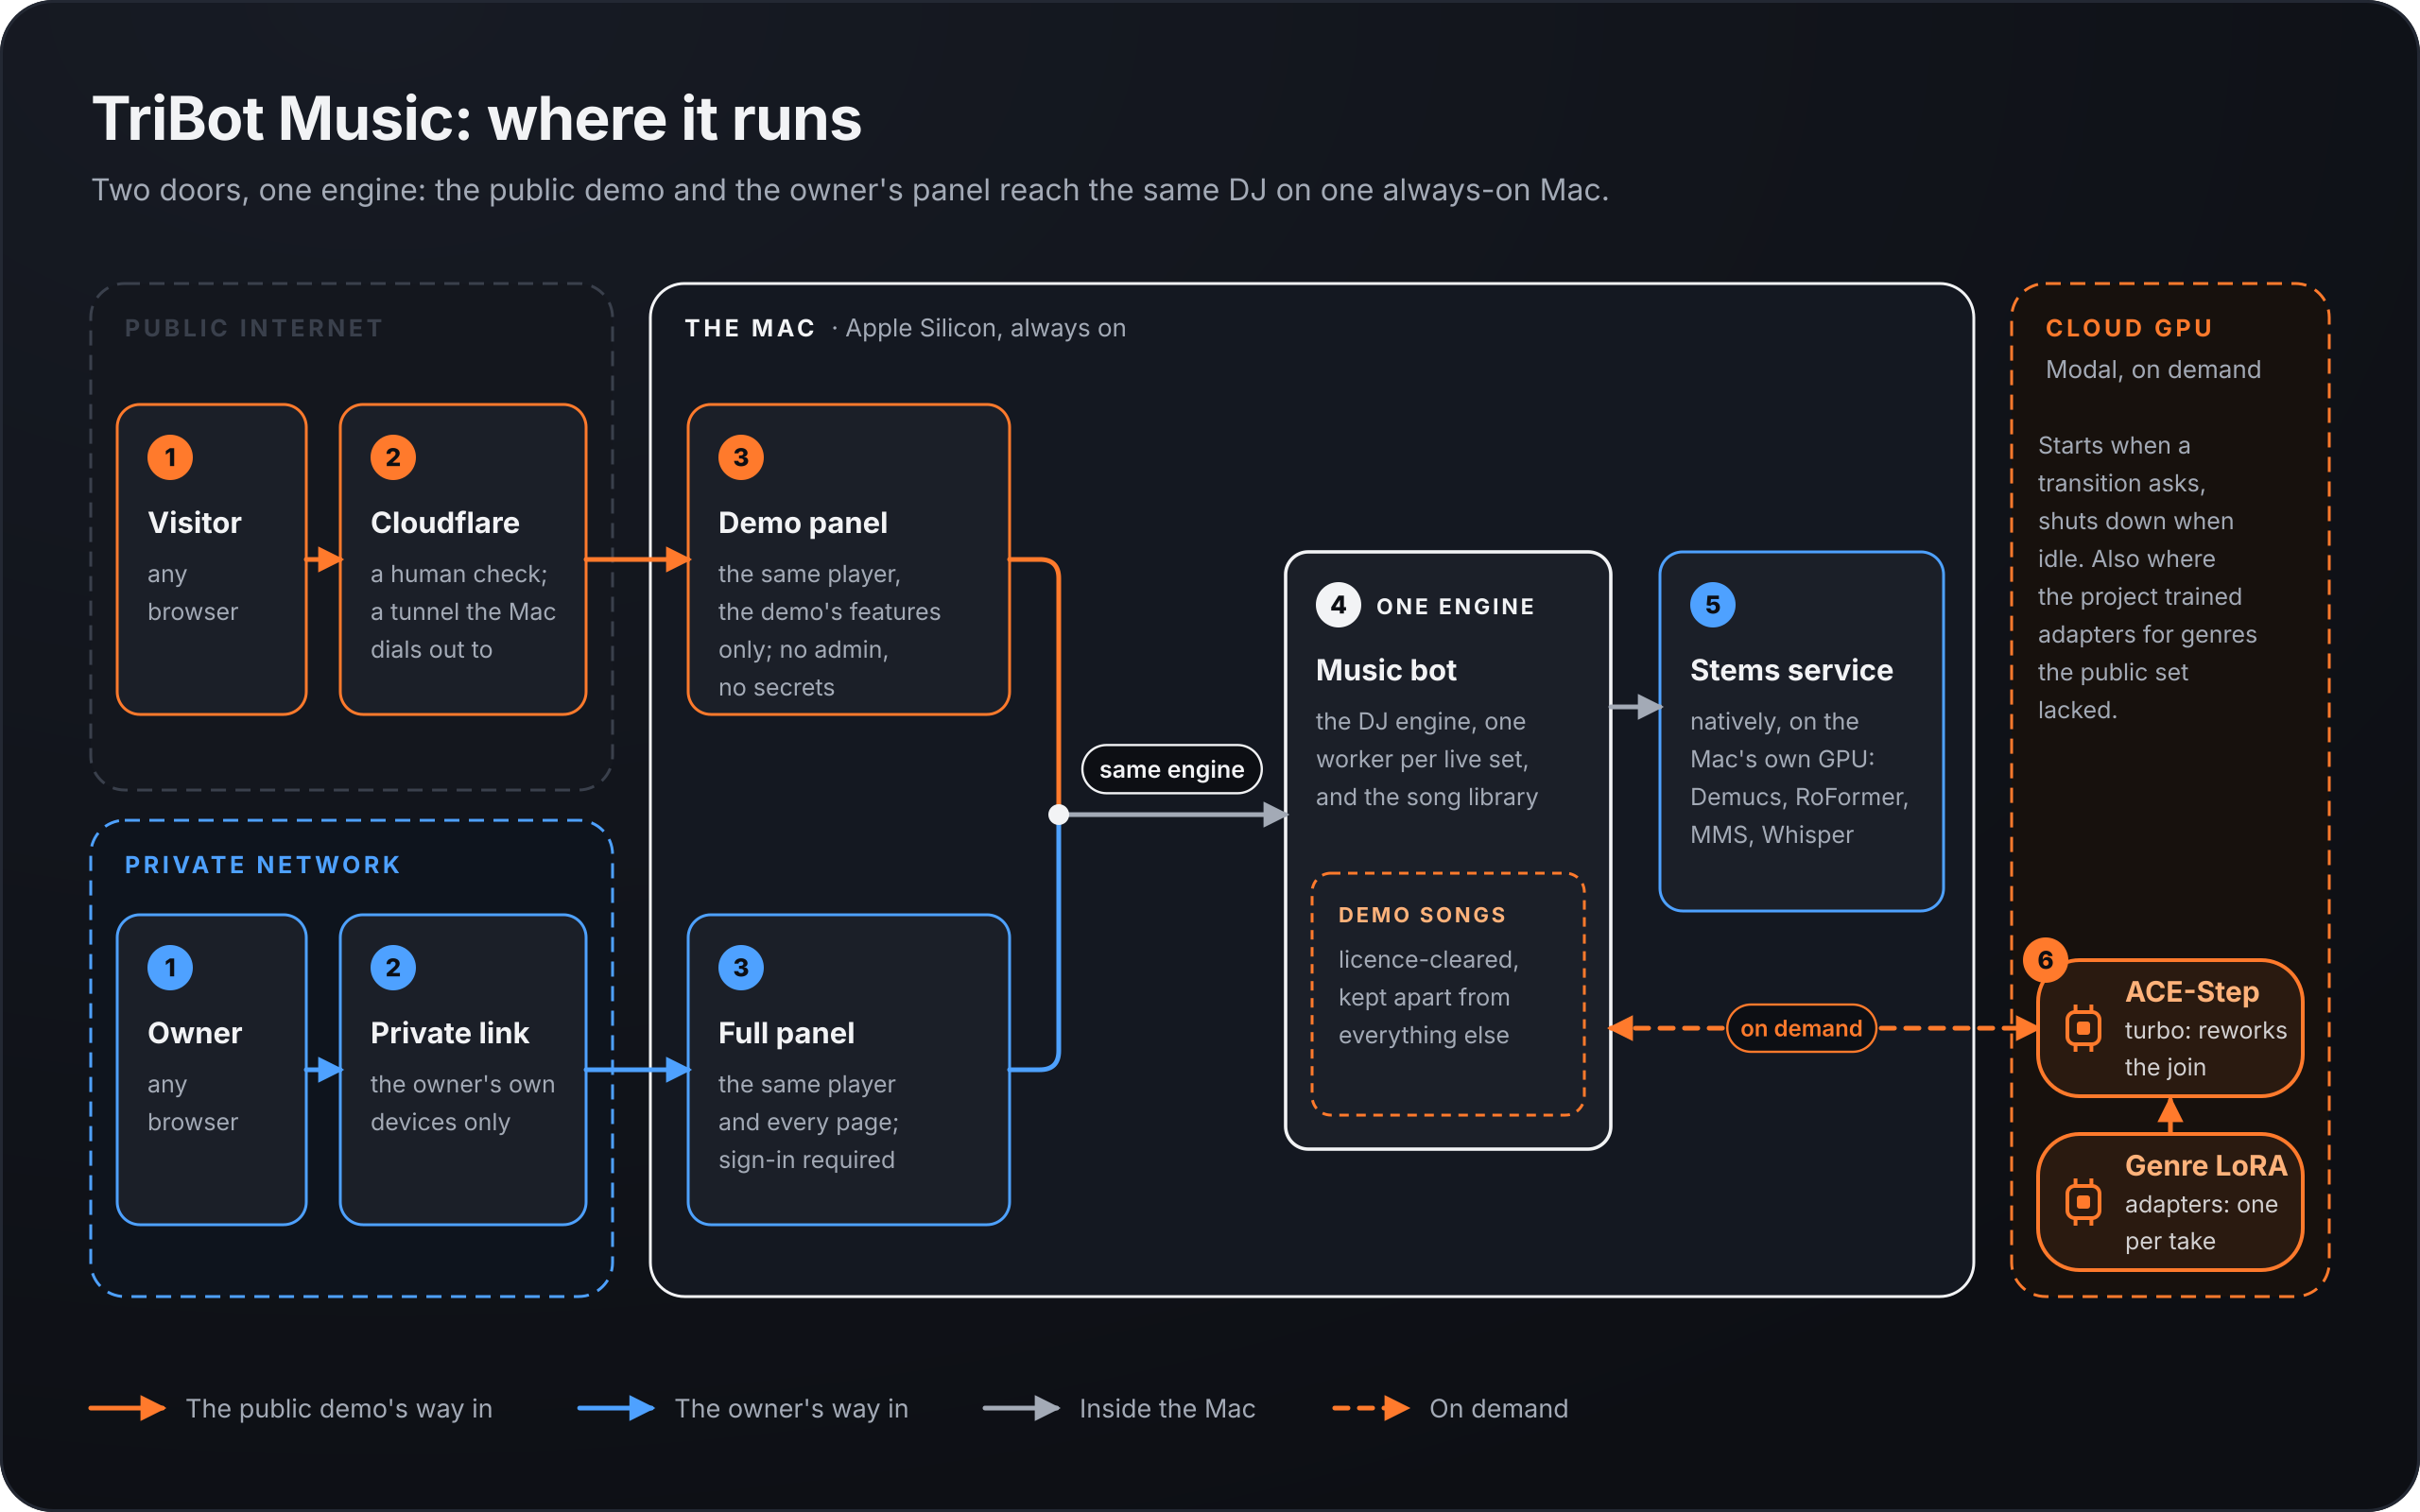 TriBot Music: where it runs
Two doors, one engine: the public demo and the owner's panel reach the same DJ on one always-on Mac.
PUBLIC INTERNET
1
Visitor
any
browser
2
Cloudflare
a human check;
a tunnel the Mac
dials out to
PRIVATE NETWORK
1
Owner
any
browser
2
Private link
the owner's own
devices only
THE MAC · Apple Silicon, always on
3
Demo panel
the same player,
the demo's features
only; no admin,
no secrets
3
Full panel
the same player
and every page;
sign-in required
same engine
4 ONE ENGINE
Music bot
the DJ engine, one
worker per live set,
and the song library
DEMO SONGS
licence-cleared,
kept apart from
everything else
5
Stems service
natively, on the
Mac's own GPU:
Demucs, RoFormer,
MMS, Whisper
on demand
CLOUD GPU
Modal, on demand
Starts when a
transition asks,
shuts down when
idle. Also where
the project trained
adapters for genres
the public set
lacked.
6
ACE-Step
turbo: reworks
the join
Genre LoRA
adapters: one
per take
The public demo's way in
The owner's way in
Inside the Mac
On demand